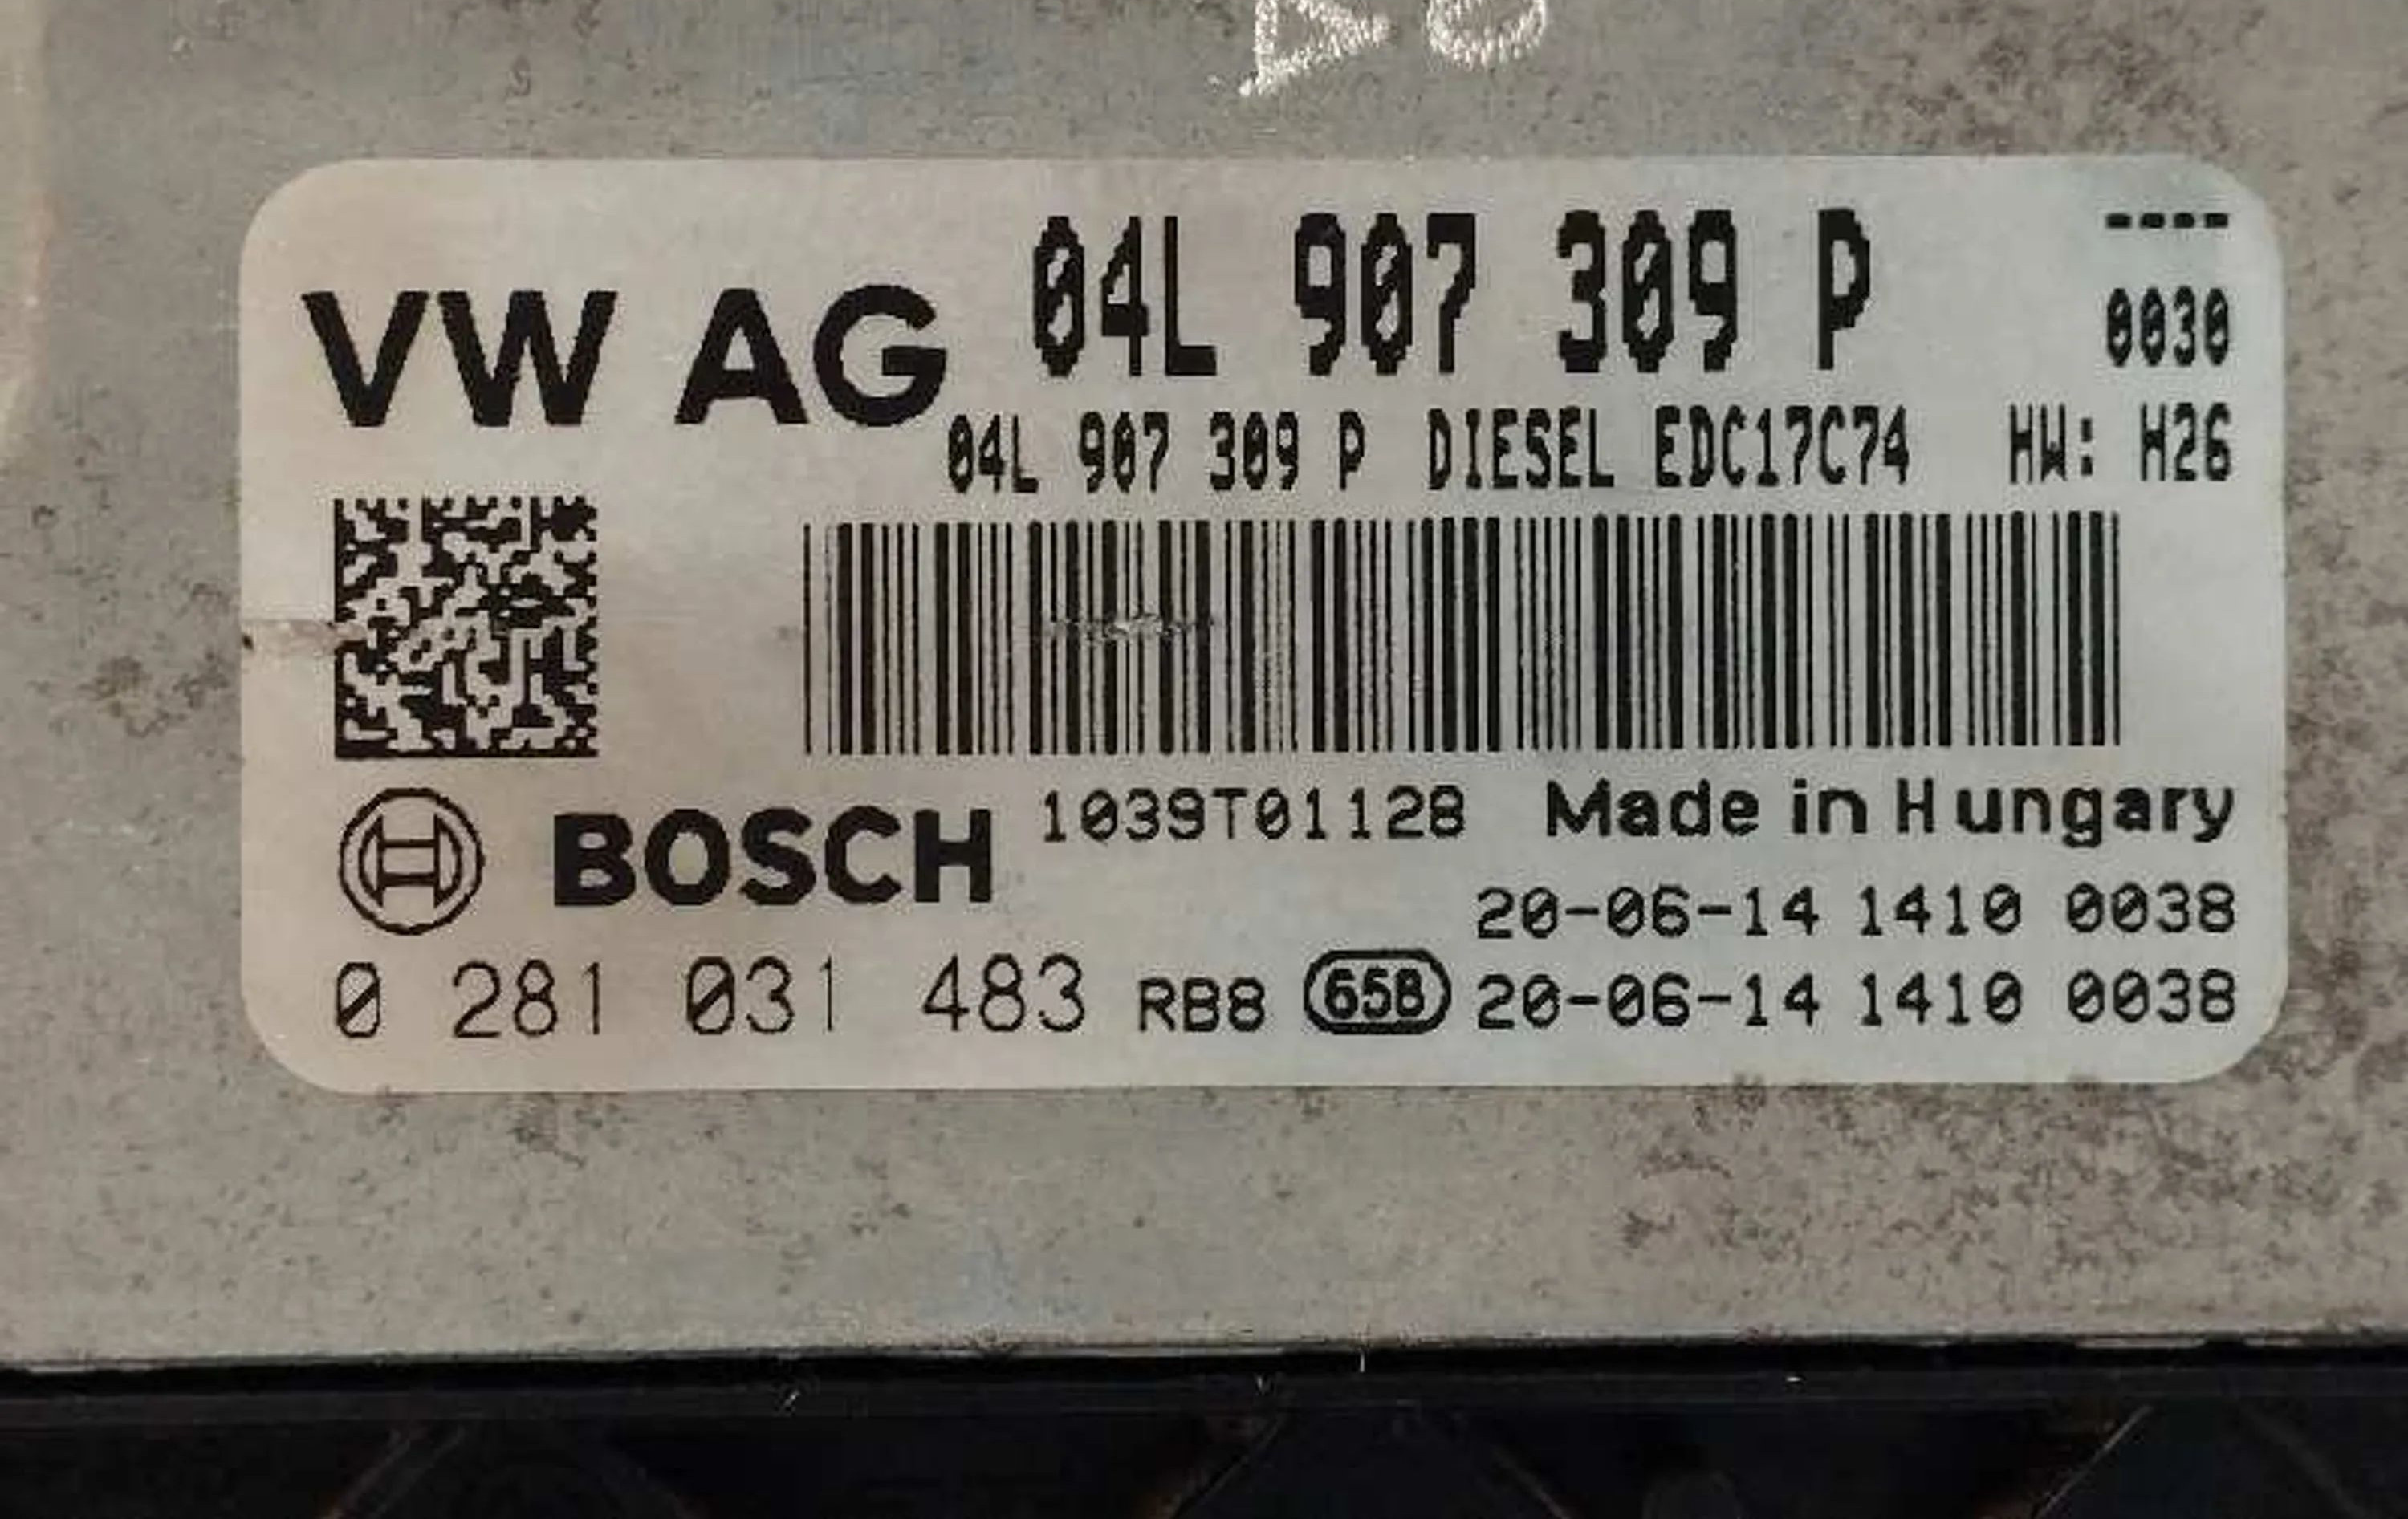 VW AG 04L 907 309 P ----
0030
04L 907 309 P DIESEL EDC17C74 HW: H26
BOSCH 1039T01128 Made in Hungary
20-06-14 1410 0038
0 281 031 483 RB8 65B 20-06-14 1410 0038